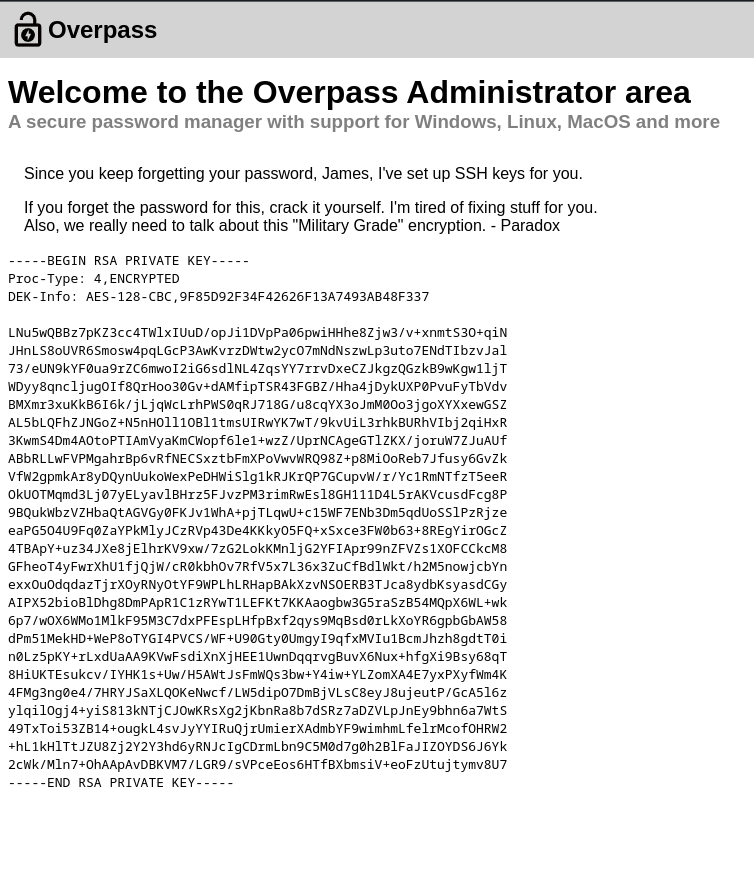 Overpass
Welcome to the Overpass Administrator area
A secure password manager with support for Windows, Linux, MacOS and more
Since you keep forgetting your password, James, I've set up SSH keys for you.
If you forget the password for this, crack it yourself. I'm tired of fixing stuff for you.
Also, we really need to talk about this "Military Grade" encryption. - Paradox
-----BEGIN RSA PRIVATE KEY-----
Proc-Type: 4,ENCRYPTED
DEK-Info: AES-128-CBC,9F85D92F34F42626F13A7493AB48F337

LNu5wQBBz7pKZ3cc4TWlxIUuD/opJi1DVpPa06pwiHHhe8Zjw3/v+xnmtS3O+qiN
JHnLS8oUVR6Smosw4pqLGcP3AwKvrzDWtw2ycO7mNdNszwLp3uto7ENdTIbzvJal
73/eUN9kYF0ua9rZC6mwoI2iG6sdlNL4ZqsYY7rrvDxeCZJkgzQGzkB9wKgw1ljT
WDyy8qncljugOIf8QrHoo30Gv+dAMfipTSR43FGBZ/Hha4jDykUXP0PvuFyTbVdv
BMXmr3xuKkB6I6k/jLjqWcLrhPWS0qRJ718G/u8cqYX3oJmM0Oo3jgoXYXxewGSZ
AL5bLQFhZJNGoZ+N5nHOll1OBl1tmsUIRwYK7wT/9kvUiL3rhkBURhVIbj2qiHxR
3KwmS4Dm4AOtoPTIAmVyaKmCWopf6le1+wzZ/UprNCAgeGTlZKX/joruW7ZJuAUf
ABbRLLwFVPMgahrBp6vRfNECSxztbFmXPoVwvWRQ98Z+p8MiOoReb7Jfusy6GvZk
VfW2gpmkAr8yDQynUukoWexPeDHWiSlg1kRJKrQP7GCupvW/r/Yc1RmNTfzT5eeR
OkUOTMqmd3Lj07yELyavlBHrz5FJvzPM3rimRwEsl8GH111D4L5rAKVcusdFcg8P
9BQukWbzVZHbaQtAGVGy0FKJv1WhA+pjTLqwU+c15WF7ENb3Dm5qdUoSSlPzRjze
eaPG5O4U9Fq0ZaYPkMlyJCzRVp43De4KKkyO5FQ+xSxce3FW0b63+8REgYirOGcZ
4TBApY+uz34JXe8jElhrKV9xw/7zG2LokKMnljG2YFIApr99nZFVZs1XOFCCkcM8
GFheoT4yFwrXhU1fjQjW/cR0kbhOv7RfV5x7L36x3ZuCfBdlWkt/h2M5nowjcbYn
exxOuOdqdazTjrXOyRNyOtYF9WPLhLRHapBAkXzvNSOERB3TJca8ydbKsyasdCGy
AIPX52bioBlDhg8DmPApR1C1zRYwT1LEFKt7KKAaogbw3G5raSzB54MQpX6WL+wk
6p7/wOX6WMo1MlkF95M3C7dxPFEspLHfpBxf2qys9MqBsd0rLkXoYR6gpbGbAW58
dPm51MekHD+WeP8oTYGI4PVCS/WF+U90Gty0UmgyI9qfxMVIu1BcmJhzh8gdtT0i
n0Lz5pKY+rLxdUaAA9KVwFsdiXnXjHEE1UwnDqqrvgBuvX6Nux+hfgXi9Bsy68qT
8HiUKTEsukcv/IYHK1s+Uw/H5AWtJsFmWQs3bw+Y4iw+YLZomXA4E7yxPXyfWm4K
4FMg3ng0e4/7HRYJSaXLQOKeNwcf/LW5dipO7DmBjVLsC8eyJ8ujeutP/GcA5l6z
ylqilOgj4+yiS813kNTjCJOwKRsXg2jKbnRa8b7dSRz7aDZVLpJnEy9bhn6a7WtS
49TxToi53ZB14+ougkL4svJyYYIRuQjrUmierXAdmbYF9wimhmLfelrMcofOHRW2
+hL1kHlTtJZU8Zj2Y2Y3hd6yRNJcIgCDrmLbn9C5M0d7g0h2BlFaJIZOYDS6J6Yk
2cWk/Mln7+OhAApAvDBKVM7/LGR9/sVPceEos6HTfBXbmsiV+eoFzUtujtymv8U7
-----END RSA PRIVATE KEY-----